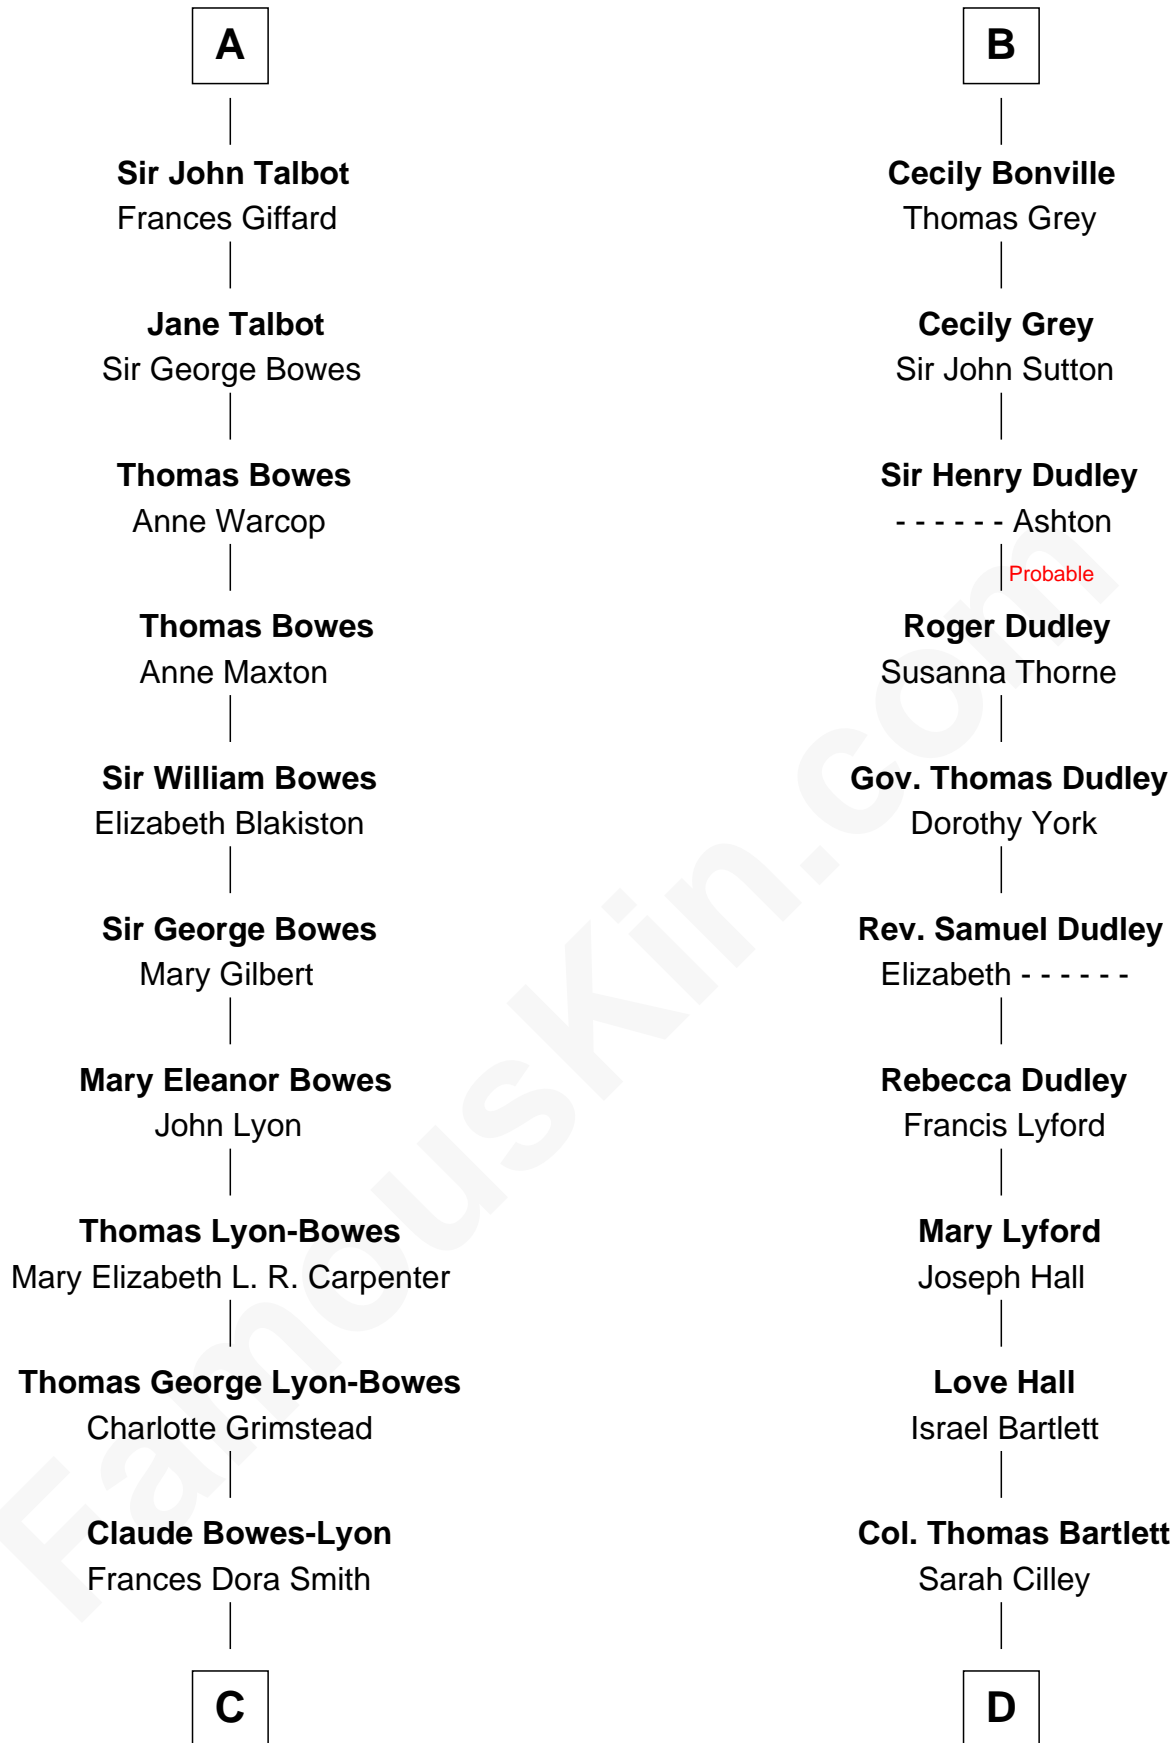 A
Sir John Talbot
Frances Giffard
Jane Talbot
Sir George Bowes
Thomas Bowes
Anne Warcop
Thomas Bowes
Anne Maxton
Sir William Bowes
Elizabeth Blakiston
Sir George Bowes
Mary Gilbert
Mary Eleanor Bowes
John Lyon
Thomas Lyon-Bowes
Mary Elizabeth L. R. Carpenter
Thomas George Lyon-Bowes
Charlotte Grimstead
Claude Bowes-Lyon
Frances Dora Smith
C
B
Cecily Bonville
Thomas Grey
Cecily Grey
Sir John Sutton
Sir Henry Dudley
- - - - - - Ashton
Probable
Roger Dudley
Susanna Thorne
Gov. Thomas Dudley
Dorothy York
Rev. Samuel Dudley
Elizabeth - - - - - -
Rebecca Dudley
Francis Lyford
Mary Lyford
Joseph Hall
Love Hall
Israel Bartlett
Col. Thomas Bartlett
Sarah Cilley
D
FamousKin.com